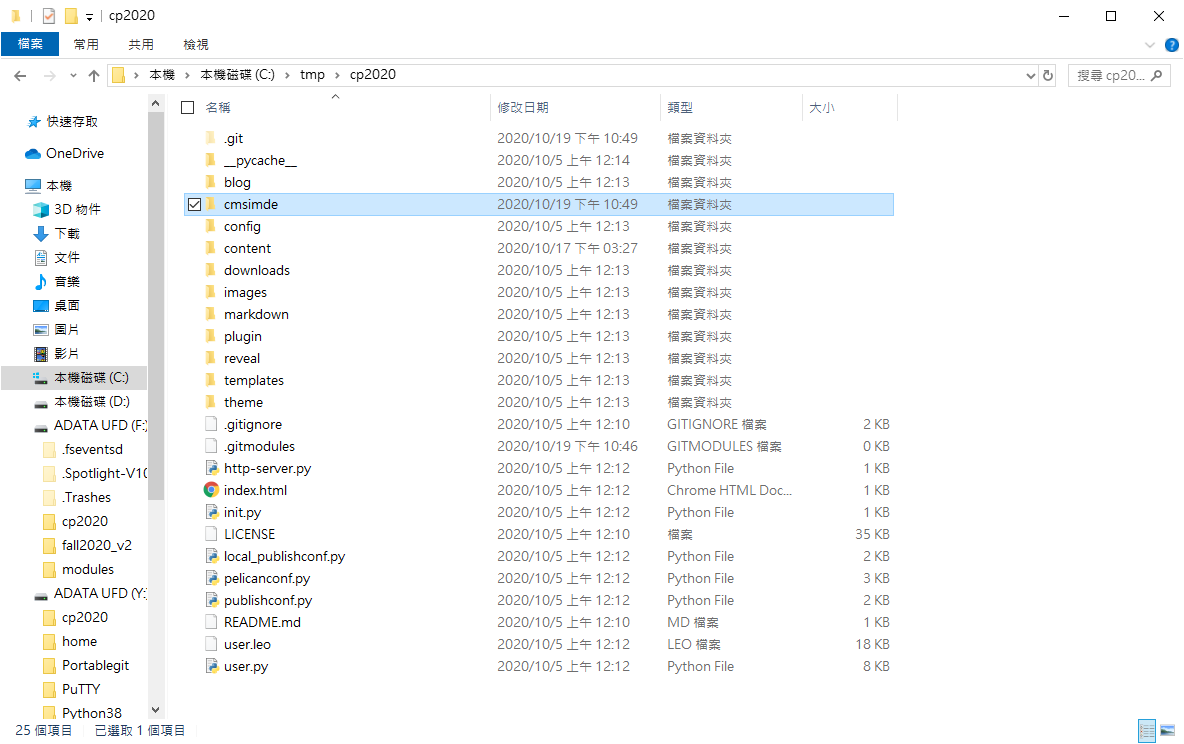 cp2020
檔案 常用 共用 檢視
本機 本機磁碟 (C:) tmp cp2020 搜尋 cp20...
快速存取
OneDrive
本機
3D 物件
下載
文件
音樂
桌面
圖片
影片
本機磁碟 (C:)
本機磁碟 (D:)
ADATA UFD (F:)
.fseventsd
.Spotlight-V10
.Trashes
cp2020
fall2020_v2
modules
ADATA UFD (Y:)
cp2020
home
Portablegit
PuTTY
Python38
名稱 修改日期 類型 大小
.git 2020/10/19 下午 10:49 檔案資料夾
__pycache__ 2020/10/5 上午 12:14 檔案資料夾
blog 2020/10/5 上午 12:13 檔案資料夾
cmsimde 2020/10/19 下午 10:49 檔案資料夾
config 2020/10/5 上午 12:13 檔案資料夾
content 2020/10/17 下午 03:27 檔案資料夾
downloads 2020/10/5 上午 12:13 檔案資料夾
images 2020/10/5 上午 12:13 檔案資料夾
markdown 2020/10/5 上午 12:13 檔案資料夾
plugin 2020/10/5 上午 12:13 檔案資料夾
reveal 2020/10/5 上午 12:13 檔案資料夾
templates 2020/10/5 上午 12:13 檔案資料夾
theme 2020/10/5 上午 12:13 檔案資料夾
.gitignore 2020/10/5 上午 12:10 GITIGNORE 檔案 2 KB
.gitmodules 2020/10/19 下午 10:46 GITMODULES 檔案 0 KB
http-server.py 2020/10/5 上午 12:12 Python File 1 KB
index.html 2020/10/5 上午 12:12 Chrome HTML Doc... 1 KB
init.py 2020/10/5 上午 12:12 Python File 1 KB
LICENSE 2020/10/5 上午 12:10 檔案 35 KB
local_publishconf.py 2020/10/5 上午 12:12 Python File 2 KB
pelicanconf.py 2020/10/5 上午 12:12 Python File 3 KB
publishconf.py 2020/10/5 上午 12:12 Python File 2 KB
README.md 2020/10/5 上午 12:10 MD 檔案 1 KB
user.leo 2020/10/5 上午 12:12 LEO 檔案 18 KB
user.py 2020/10/5 上午 12:12 Python File 8 KB
25 個項目 已選取 1 個項目